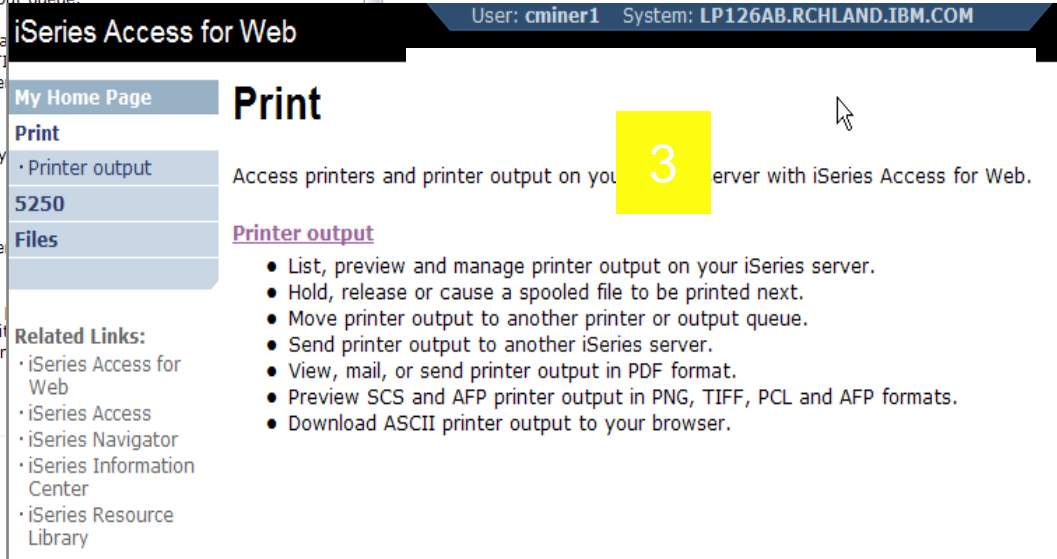 iSeries Access for Web
User: cminer1 System: LP126AB.RCHLAND.IBM.COM
My Home Page
Print
· Printer output
5250
Files
Related Links:
· iSeries Access for
Web
· iSeries Access
· iSeries Navigator
· iSeries Information
Center
· iSeries Resource
Library
Print
3
Access printers and printer output on you erver with iSeries Access for Web.
Printer output
● List, preview and manage printer output on your iSeries server.
● Hold, release or cause a spooled file to be printed next.
● Move printer output to another printer or output queue.
● Send printer output to another iSeries server.
● View, mail, or send printer output in PDF format.
● Preview SCS and AFP printer output in PNG, TIFF, PCL and AFP formats.
● Download ASCII printer output to your browser.